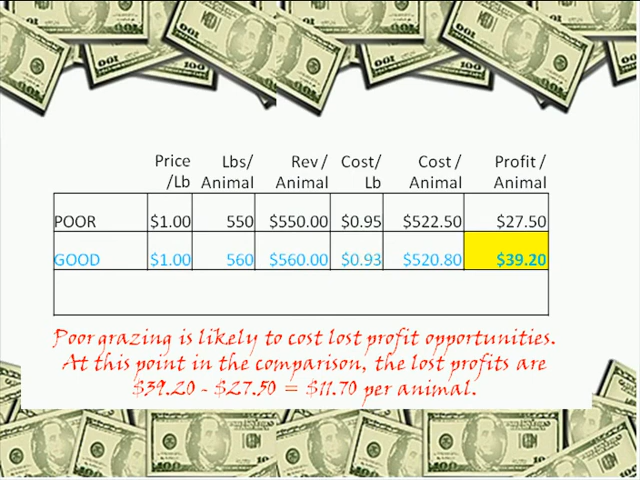 Price Lbs/ Rev / Cost/ Cost / Profit /
/Lb Animal Animal Lb Animal Animal
POOR $1.00 550 $550.00 $0.95 $522.50 $27.50
GOOD $1.00 560 $560.00 $0.93 $520.80 $39.20
Poor grazing is likely to cost lost profit opportunities.
At this point in the comparison, the lost profits are
$39.20 - $27.50 = $11.70 per animal.